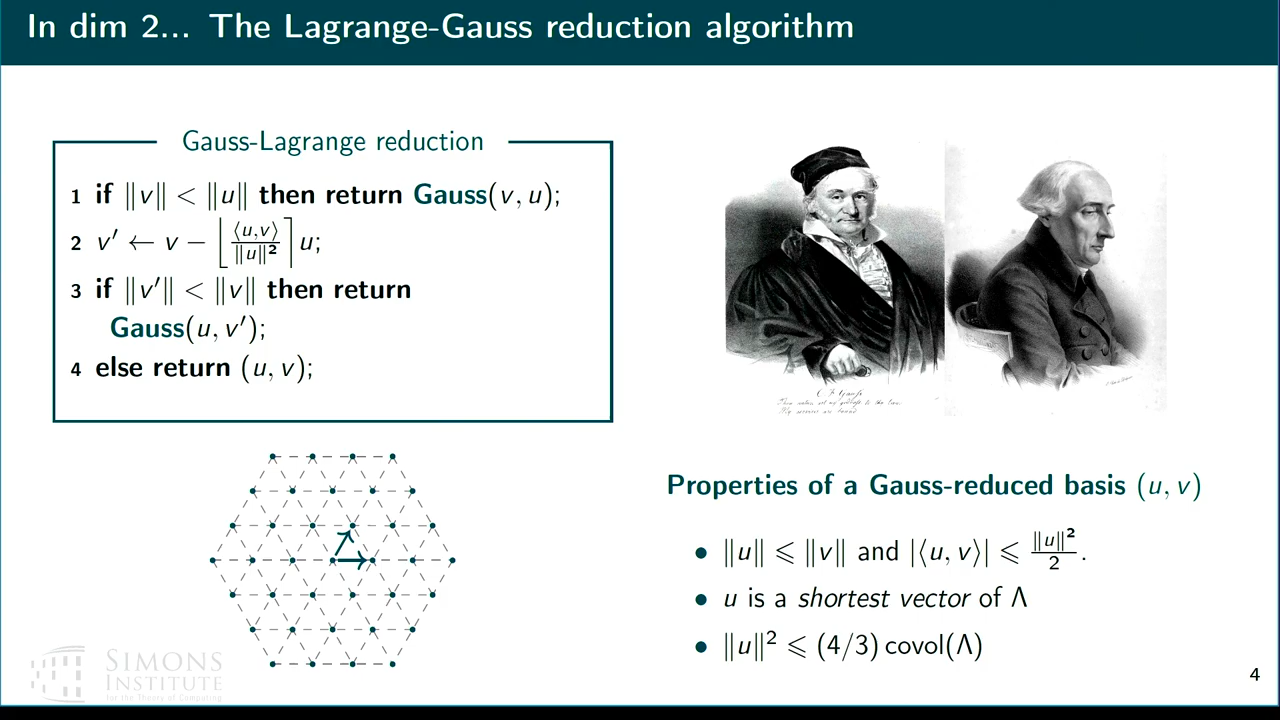 In dim 2... The Lagrange-Gauss reduction algorithm
Gauss-Lagrange reduction
1 if ‖v‖ < ‖u‖ then return Gauss(v, u);
2 v′ ← v − ⌊⟨u,v⟩/‖u‖²⌉ u;
3 if ‖v′‖ < ‖v‖ then return
Gauss(u, v′);
4 else return (u, v);
Properties of a Gauss-reduced basis (u, v)
• ‖u‖ ⩽ ‖v‖ and |⟨u, v⟩| ⩽ ‖u‖²/2.
• u is a shortest vector of Λ
• ‖u‖² ⩽ (4/3) covol(Λ)
SIMONS
INSTITUTE
for the Theory of Computing
4